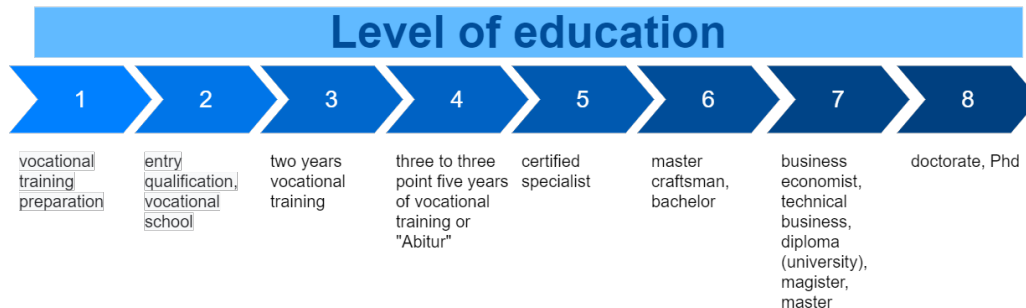 Level of education
1
2
3
4
5
6
7
8
vocational
training
preparation
entry
qualification,
vocational
school
two years
vocational
training
three to three
point five years
of vocational
training or
"Abitur"
certified
specialist
master
craftsman,
bachelor
business
economist,
technical
business,
diploma
(university),
magister,
master
doctorate, Phd